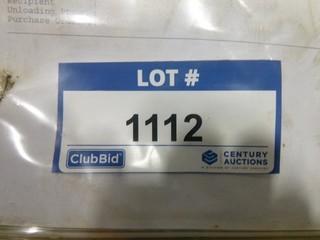 Recipient
Unloading
Purchase
LOT #
1112
ClubBid®
CENTURY
AUCTIONS